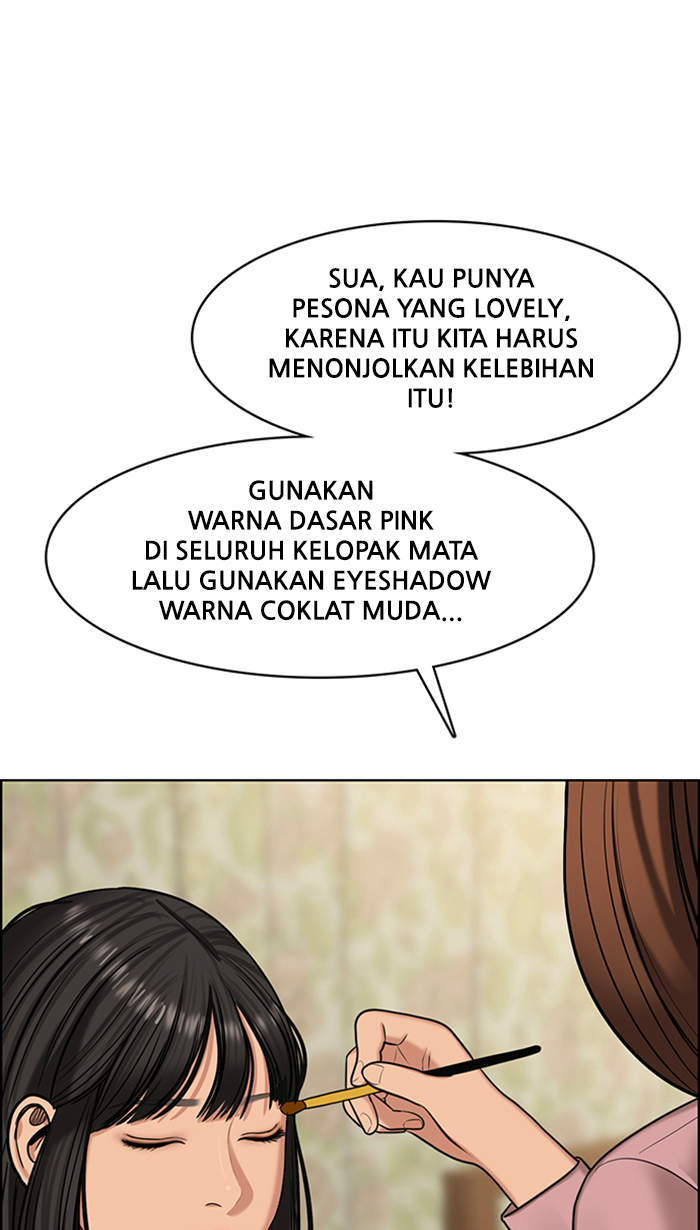 SUA, KAU PUNYA
PESONA YANG LOVELY,
KARENA ITU KITA HARUS
MENONJOLKAN KELEBIHAN
ITU!
GUNAKAN
WARNA DASAR PINK
DI SELURUH KELOPAK MATA
LALU GUNAKAN EYESHADOW
WARNA COKLAT MUDA...